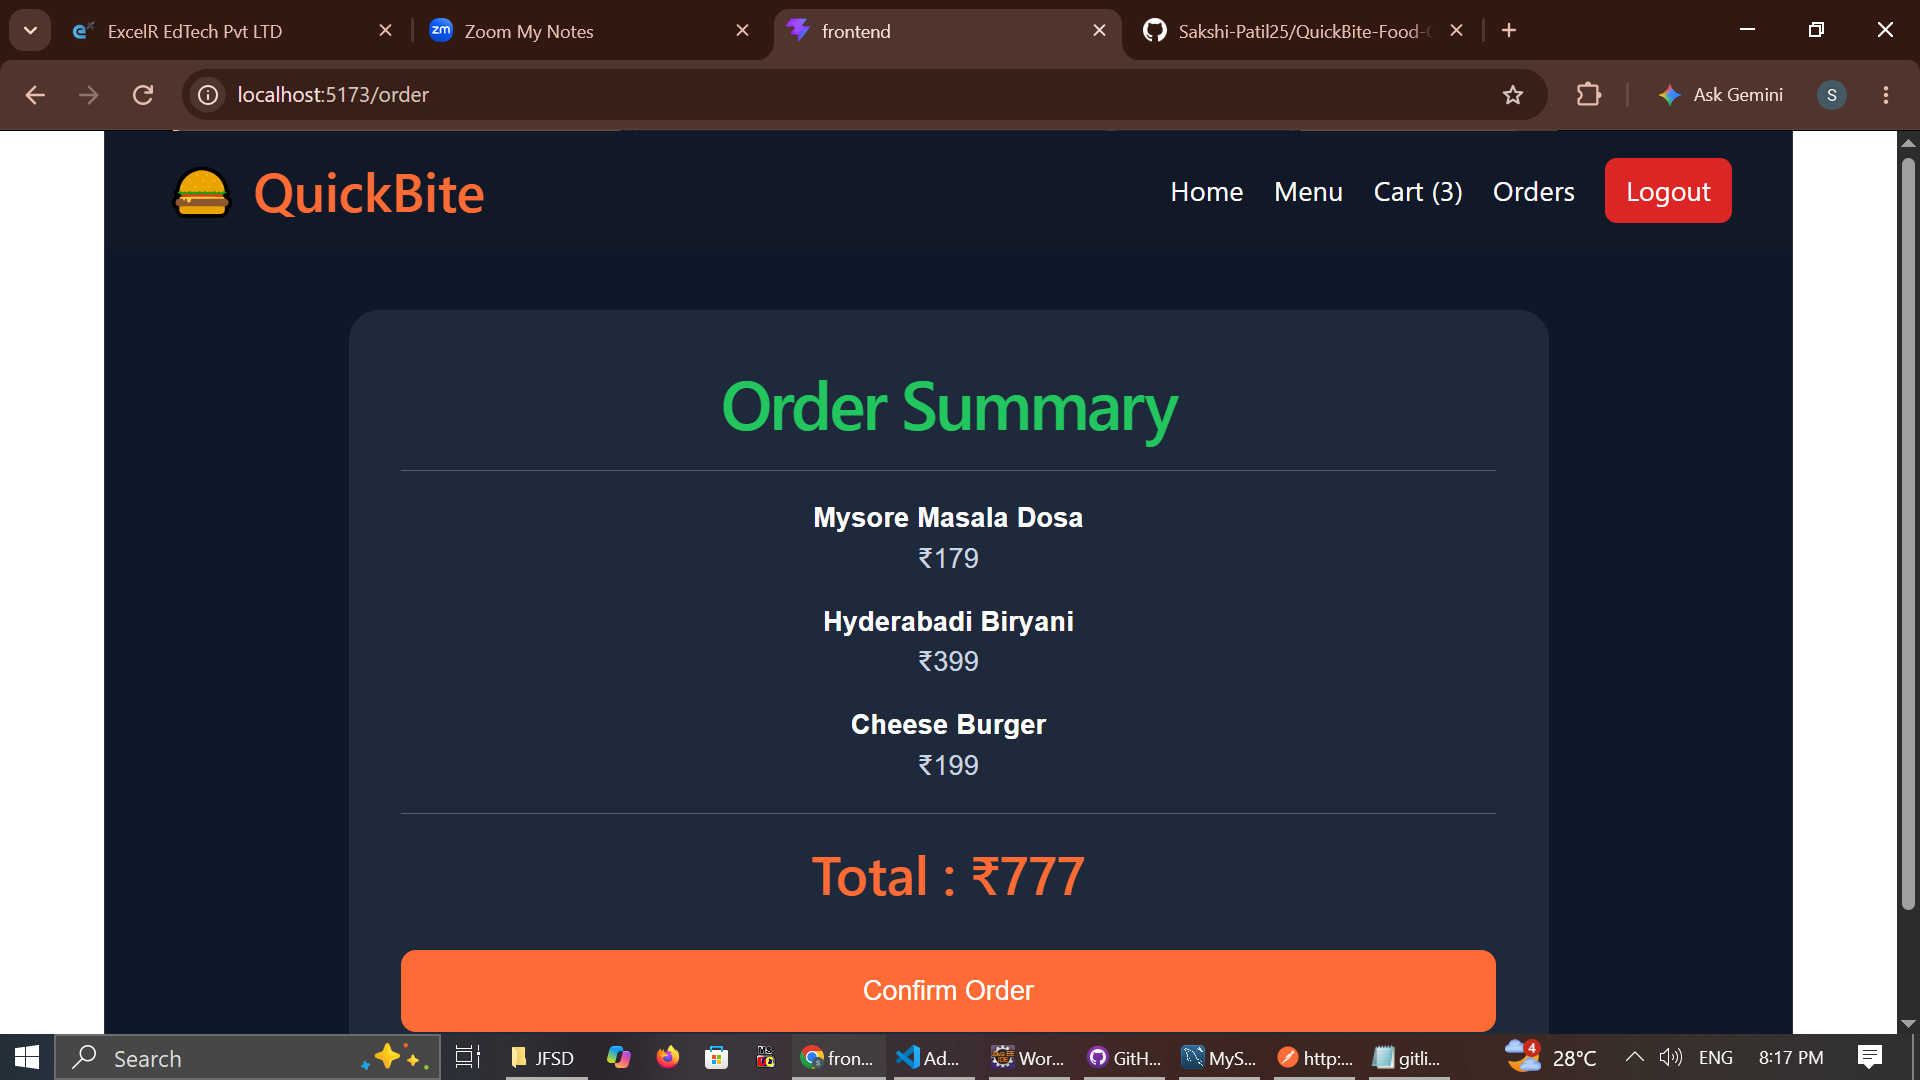 ExcelR EdTech Pvt LTD
zm Zoom My Notes
frontend
Sakshi-Patil25/QuickBite-Food-
localhost:5173/order
Ask Gemini
S
QuickBite
Home Menu Cart (3) Orders Logout
Order Summary
Mysore Masala Dosa
₹179
Hyderabadi Biryani
₹399
Cheese Burger
₹199
Total : ₹777
Confirm Order
Search
JFSD
fron...
Ad...
Wor...
GitH...
MyS...
http:...
gitli...
4
28°C
ENG
8:17 PM